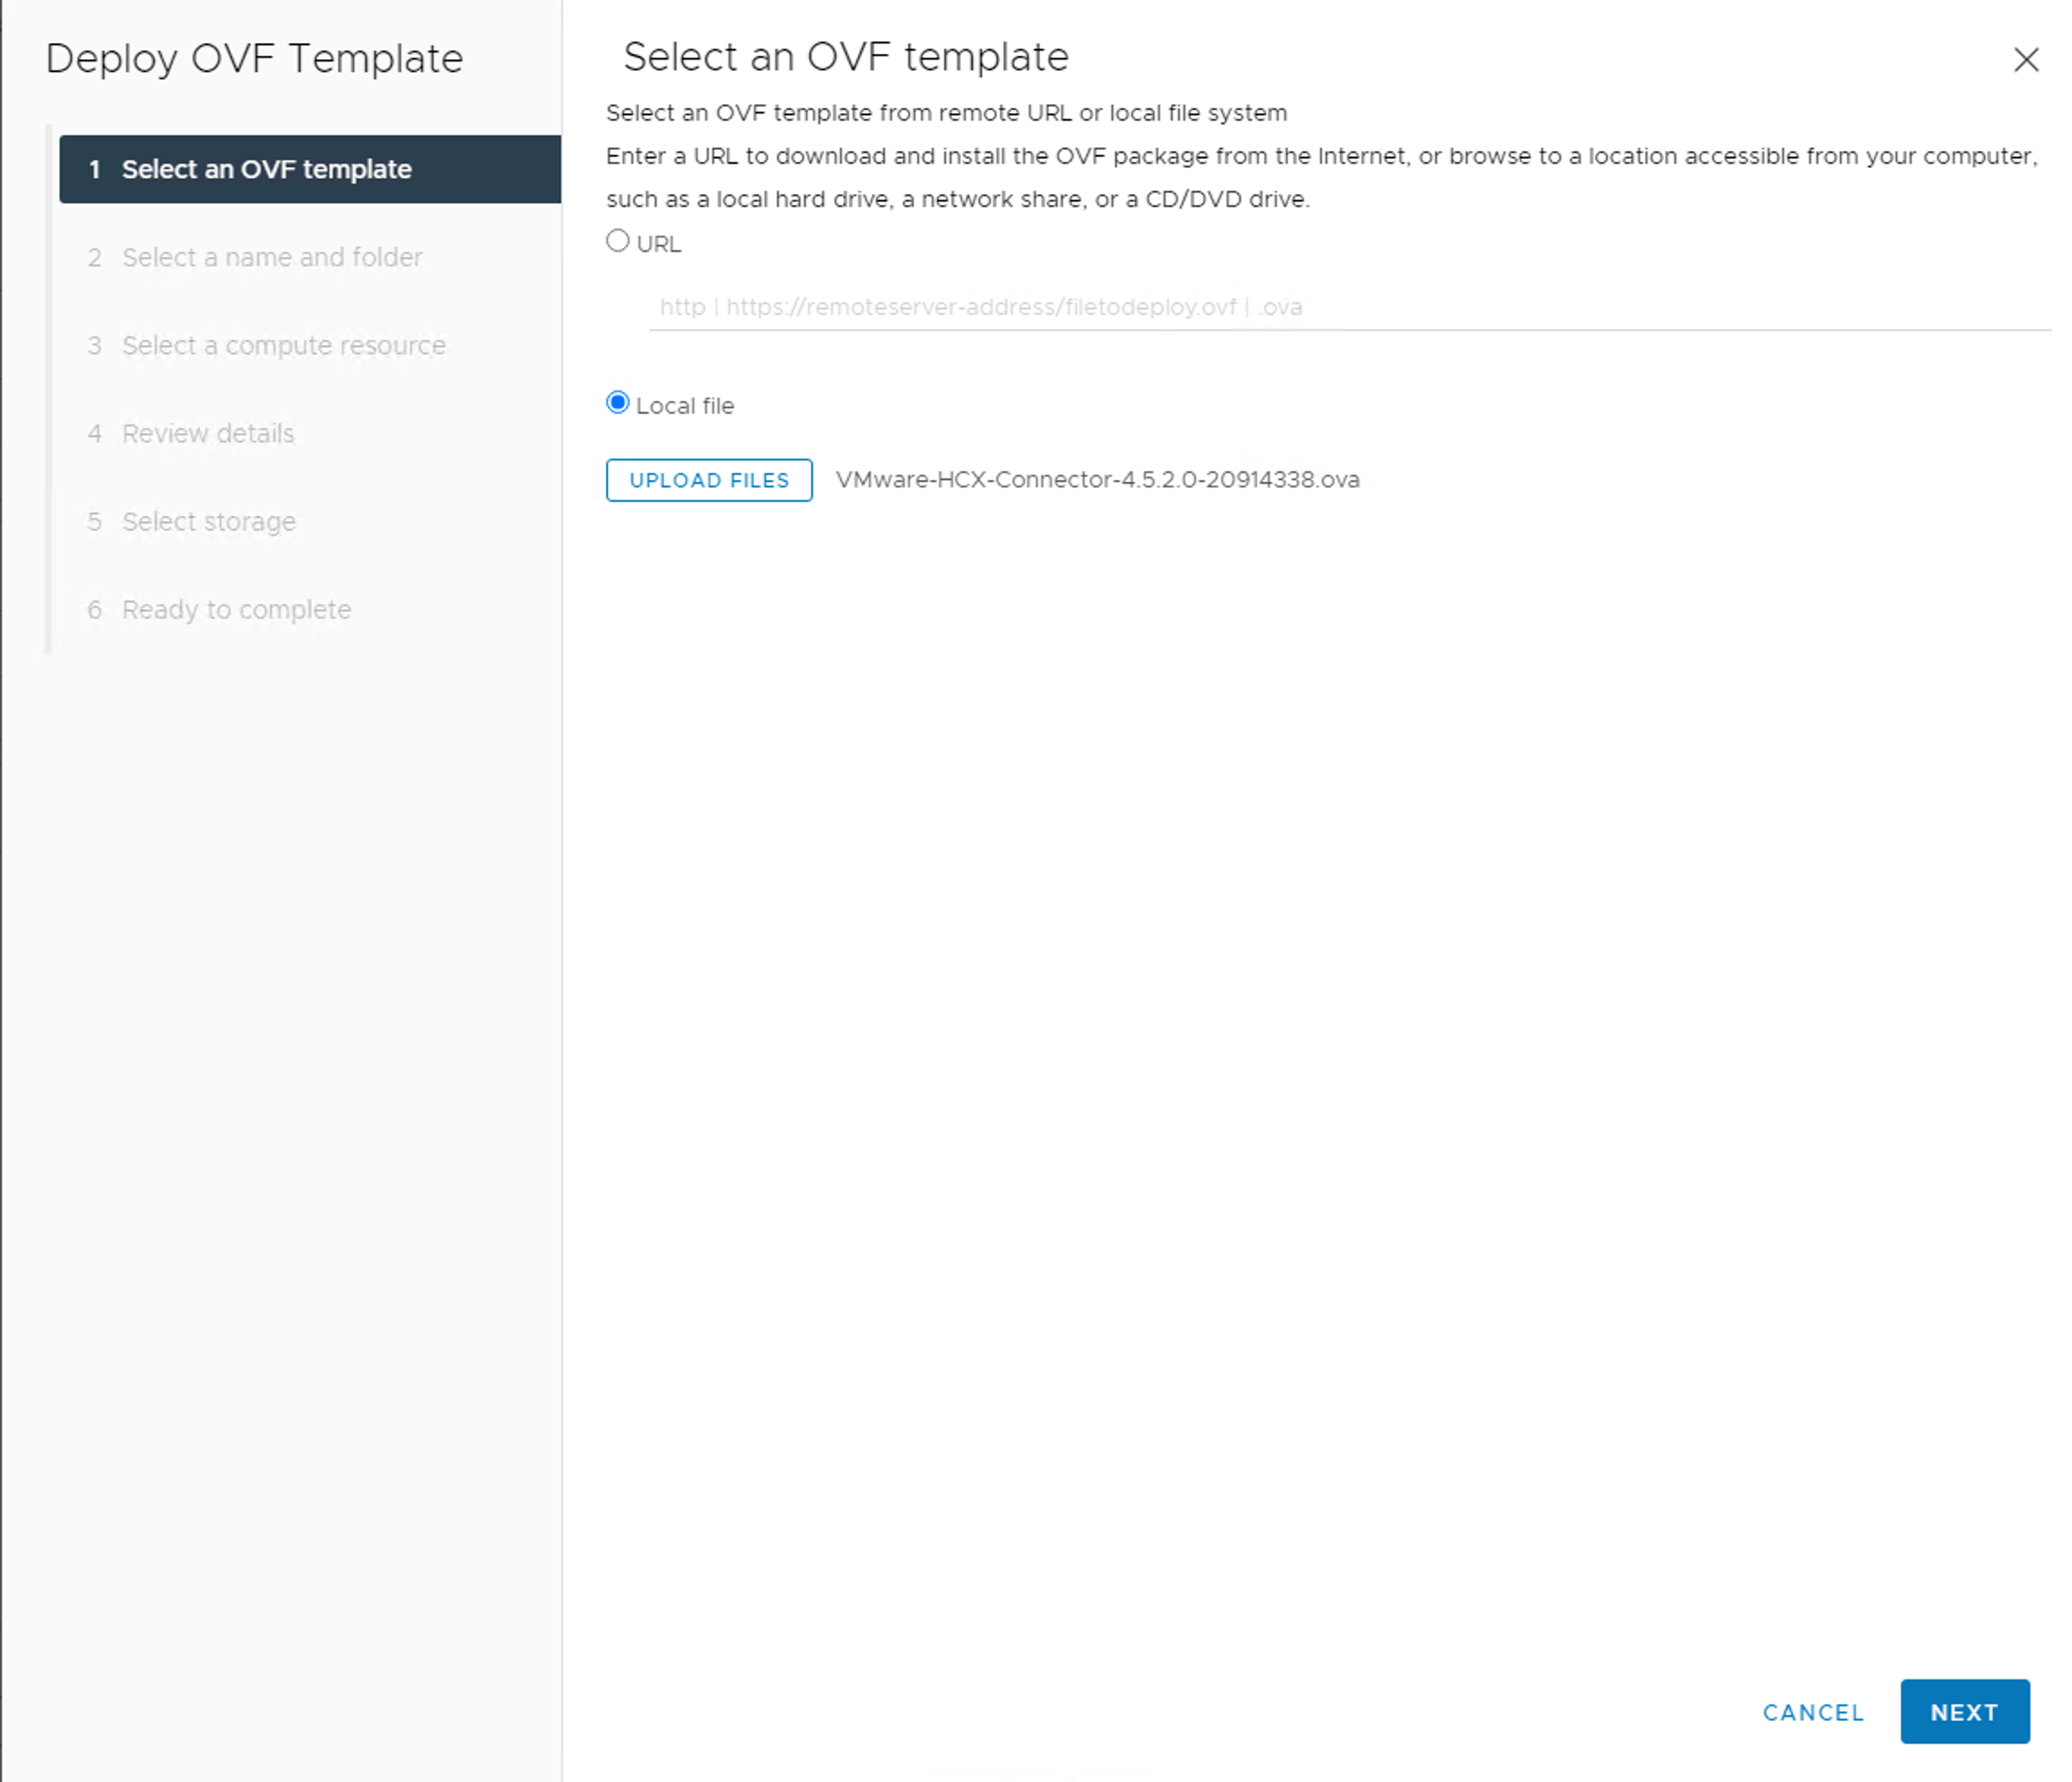 Deploy OVF Template
1 Select an OVF template
2 Select a name and folder
3 Select a compute resource
4 Review details
5 Select storage
6 Ready to complete
Select an OVF template
Select an OVF template from remote URL or local file system
Enter a URL to download and install the OVF package from the Internet, or browse to a location accessible from your computer,
such as a local hard drive, a network share, or a CD/DVD drive.
URL
http | https://remoteserver-address/filetodeploy.ovf | .ova
Local file
UPLOAD FILES VMware-HCX-Connector-4.5.2.0-20914338.ova
CANCEL NEXT